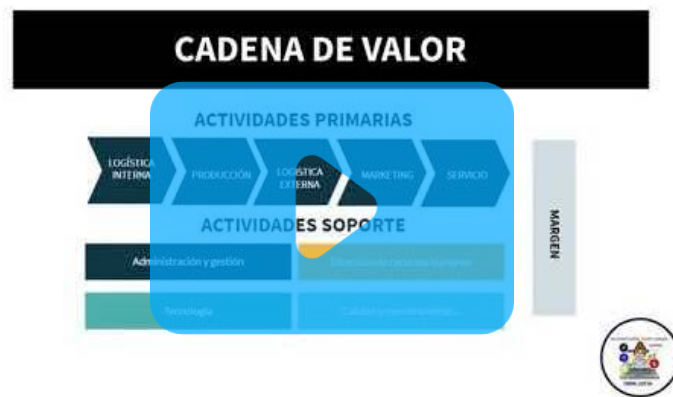 CADENA DE VALOR
ACTIVIDADES PRIMARIAS
LOGÍSTICA
INTERNA
PRODUCCIÓN
LOGÍSTICA
EXTERNA
MARKETING
SERVICIO
MARGEN
ACTIVIDADES SOPORTE
Administración y gestión
Tecnología